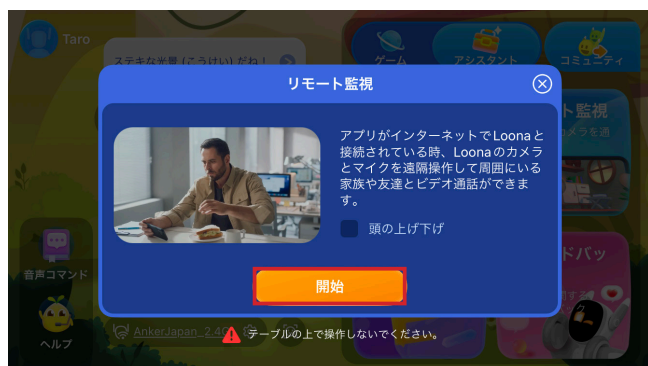 Taro
ステキな光景 (こうけい) だね！
ゲーム
アシスタント
コミュニティ
リモート監視
ト監視
カメラを通
アプリがインターネットでLoonaと
接続されている時、Loonaのカメラ
とマイクを遠隔操作して周囲にいる
家族や友達とビデオ通話ができま
す。
頭の上げ下げ
ドバッ
音声コマンド
開始
AnkerJapan_2.4G
テーブルの上で操作しないでください。
ヘルプ